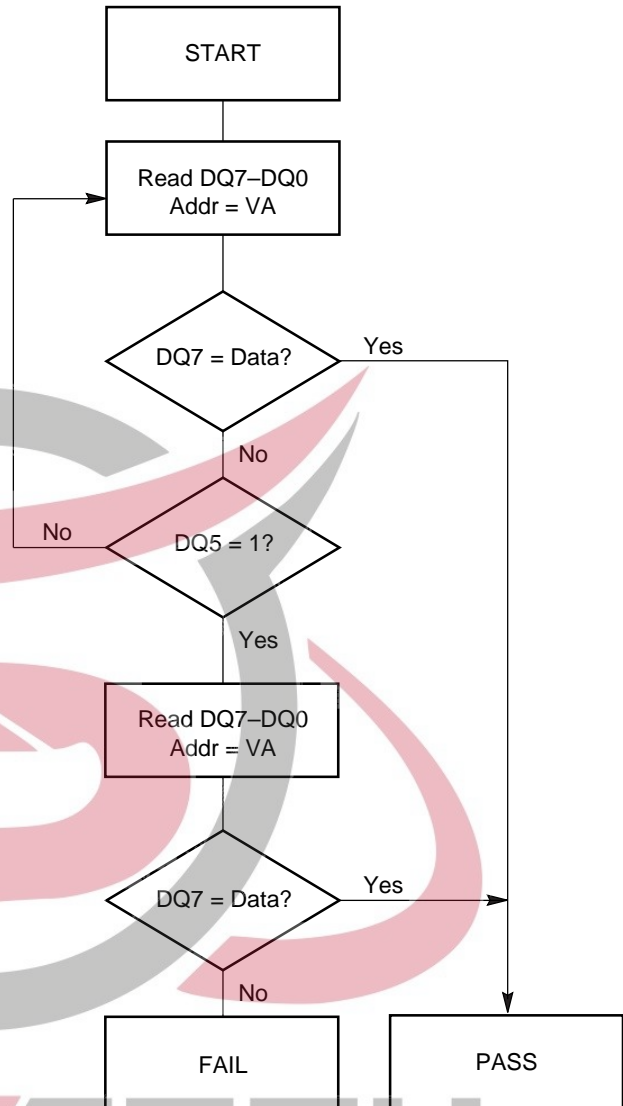 START
Read DQ7–DQ0
Addr = VA
DQ7 = Data?
Yes
No
No
DQ5 = 1?
Yes
Read DQ7–DQ0
Addr = VA
DQ7 = Data?
Yes
No
FAIL
PASS